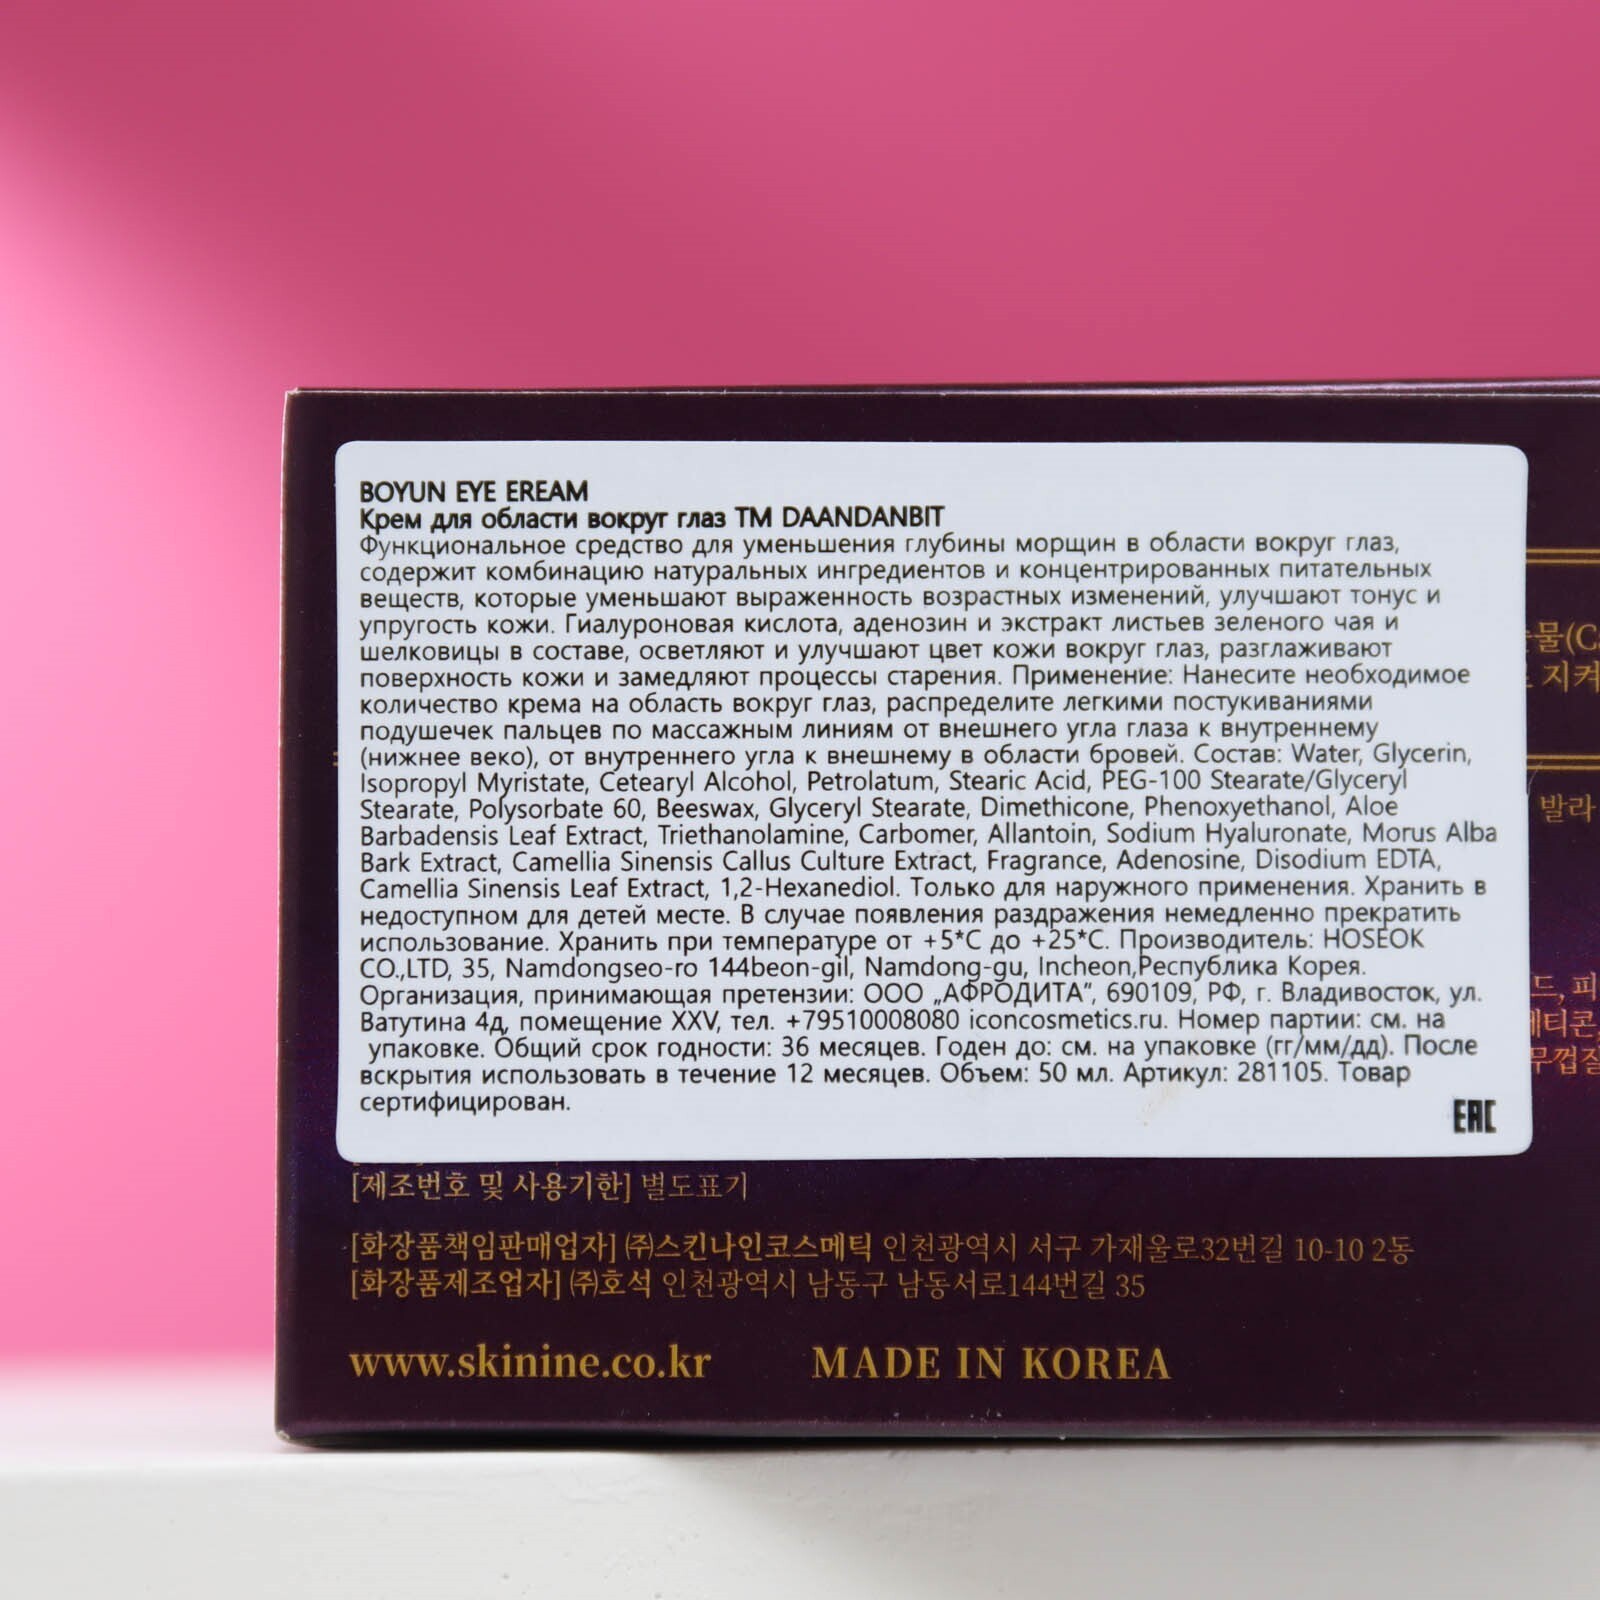 BOYUN EYE EREAM
Крем для области вокруг глаз ТМ DAANDANBIT
Функциональное средство для уменьшения глубины морщин в области вокруг глаз,
содержит комбинацию натуральных ингредиентов и концентрированных питательных
веществ, которые уменьшают выраженность возрастных изменений, улучшают тонус и
упругость кожи. Гиалуроновая кислота, аденозин и экстракт листьев зеленого чая и
шелковицы в составе, осветляют и улучшают цвет кожи вокруг глаз, разглаживают
поверхность кожи и замедляют процессы старения. Применение: Нанесите необходимое
количество крема на область вокруг глаз, распределите легкими постукиваниями
подушечек пальцев по массажным линиям от внешнего угла глаза к внутреннему
(нижнее веко), от внутреннего угла к внешнему в области бровей. Состав: Water, Glycerin,
Isopropyl Myristate, Cetearyl Alcohol, Petrolatum, Stearic Acid, PEG-100 Stearate/Glyceryl
Stearate, Polysorbate 60, Beeswax, Glyceryl Stearate, Dimethicone, Phenoxyethanol, Aloe
Barbadensis Leaf Extract, Triethanolamine, Carbomer, Allantoin, Sodium Hyaluronate, Morus Alba
Bark Extract, Camellia Sinensis Callus Culture Extract, Fragrance, Adenosine, Disodium EDTA,
Camellia Sinensis Leaf Extract, 1,2-Hexanediol. Только для наружного применения. Хранить в
недоступном для детей месте. В случае появления раздражения немедленно прекратить
использование. Хранить при температуре от +5*С до +25*С. Производитель: HOSEOK
CO.,LTD, 35, Namdongseo-ro 144beon-gil, Namdong-gu, Incheon,Республика Корея.
Организация, принимающая претензии: ООО „АФРОДИТА“, 690109, РФ, г. Владивосток, ул.
Ватутина 4д, помещение XXV, тел. +79510008080 iconcosmetics.ru. Номер партии: см. на
упаковке. Общий срок годности: 36 месяцев. Годен до: см. на упаковке (гг/мм/дд). После
вскрытия использовать в течение 12 месяцев. Объем: 50 мл. Артикул: 281105. Товар
сертифицирован.
EAC
물(Ca
지켜
발라
드, 피
메티콘,
무껍질
[제조번호 및 사용기한] 별도표기
[화장품책임판매업자] ㈜스킨나인코스메틱 인천광역시 서구 가재울로32번길 10-10 2동
[화장품제조업자] ㈜호석 인천광역시 남동구 남동서로144번길 35
www.skinine.co.kr MADE IN KOREA